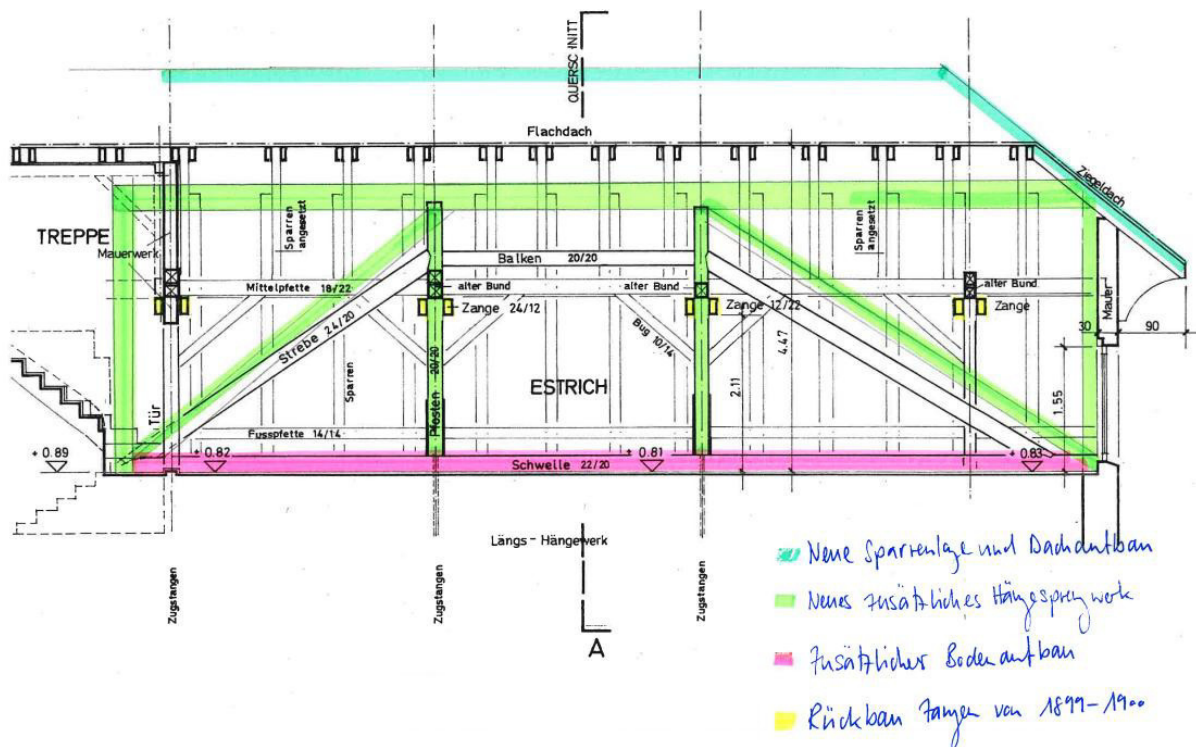 QUERSCHNITT
Flachdach
Ziegeldach
TREPPE
Mauerwerk
Sparren
angesetzt
Sparren
angesetzt
Balken 20/20
Mittelpfette 18/22
alter Bund
alter Bund
alter Bund
Zange 24/12
Zange 12/22
Zange
Mauer
30
90
Strebe 24/20
Bug 10/14
4.47
Pfosten 20/20
Sparren
ESTRICH
2.11
1.55
Tür
Fusspfette 14/14
+ 0.89
+ 0.82
+ 0.81
+ 0.83
Schwelle 22/20
Längs - Hängewerk
Zugstangen
Zugstangen
Zugstangen
A
Neue Sparrenlage und Dachaufbau
Neues zusätzliches Hängesprengwerk
Zusätzlicher Bodenaufbau
Rückbau Zangen von 1899-1900